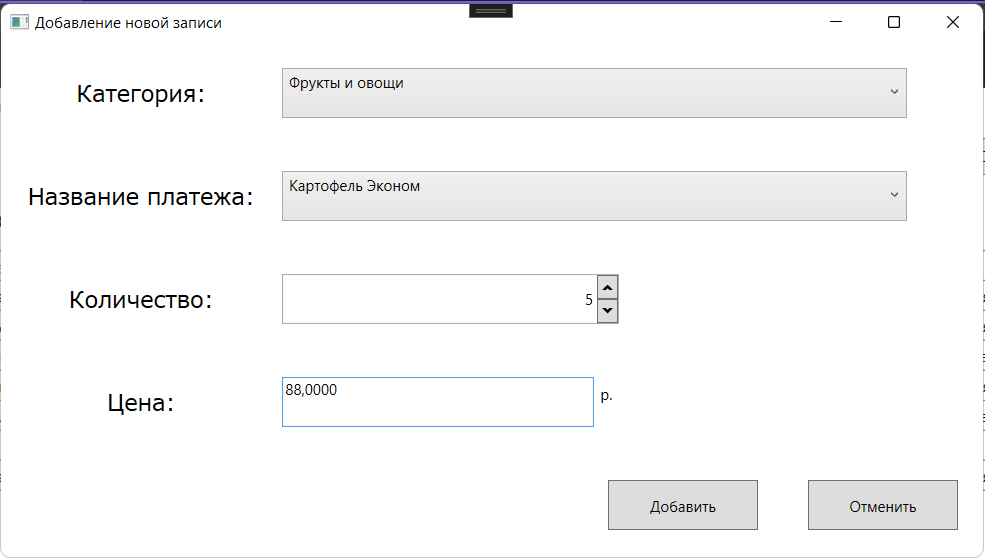 Добавление новой записи
Категория:
Фрукты и овощи
Название платежа:
Картофель Эконом
Количество:
5
Цена:
88,0000
р.
Добавить
Отменить